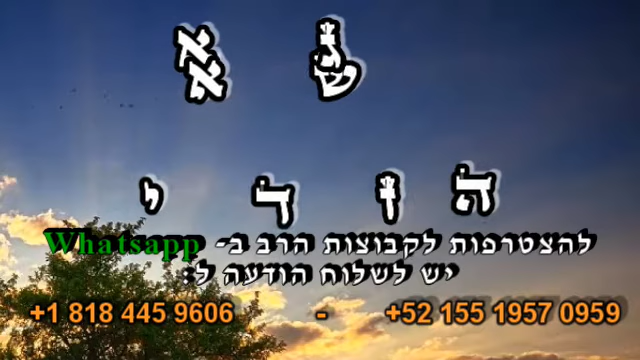 ג א
ש א
ה ז ד י
להצטרפות לקבוצות הרב ב- Whatsapp
יש לשלוח הודעה ל:
+1 818 445 9606 - +52 155 1957 0959